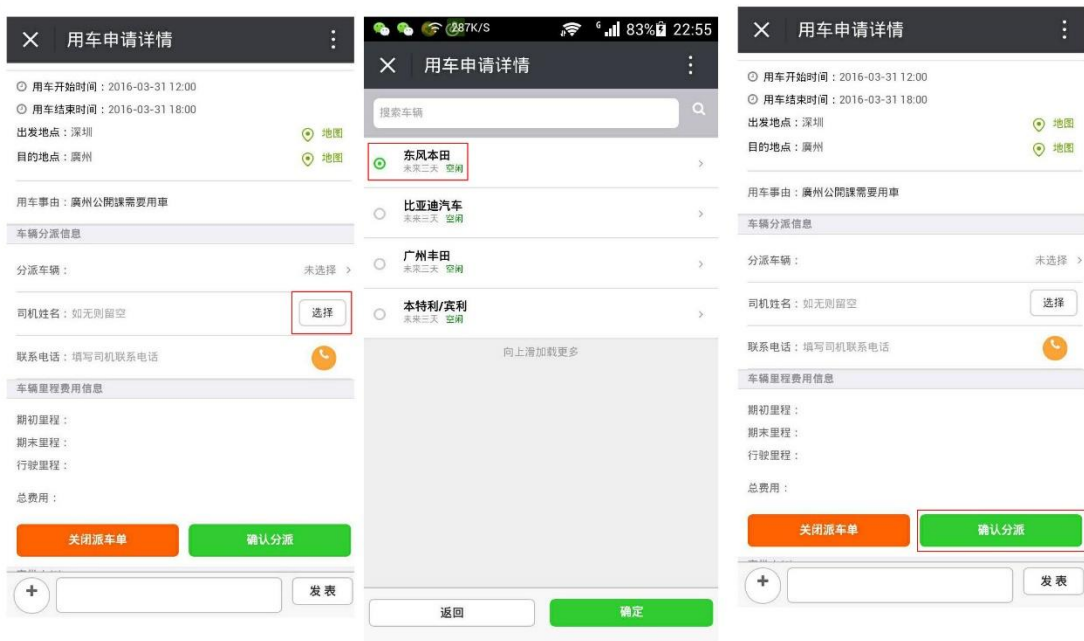 用车申请详情
用车开始时间：2016-03-31 12:00
用车结束时间：2016-03-31 18:00
出发地点：深圳
地图
目的地点：廣州
地图
用车事由：廣州公開課需要用車
车辆分派信息
分派车辆：
未选择
司机姓名：如无则留空
选择
联系电话：填写司机联系电话
车辆里程费用信息
期初里程：
期末里程：
行驶里程：
总费用：
关闭派车单
确认分派
发表
287K/S
83%
22:55
用车申请详情
搜索车辆
东风本田
未来三天 空闲
比亚迪汽车
未来三天 空闲
广州丰田
未来三天 空闲
本特利/宾利
未来三天 空闲
向上滑加载更多
返回
确定
用车申请详情
用车开始时间：2016-03-31 12:00
用车结束时间：2016-03-31 18:00
出发地点：深圳
地图
目的地点：廣州
地图
用车事由：廣州公開課需要用車
车辆分派信息
分派车辆：
未选择
司机姓名：如无则留空
选择
联系电话：填写司机联系电话
车辆里程费用信息
期初里程：
期末里程：
行驶里程：
总费用：
关闭派车单
确认分派
发表